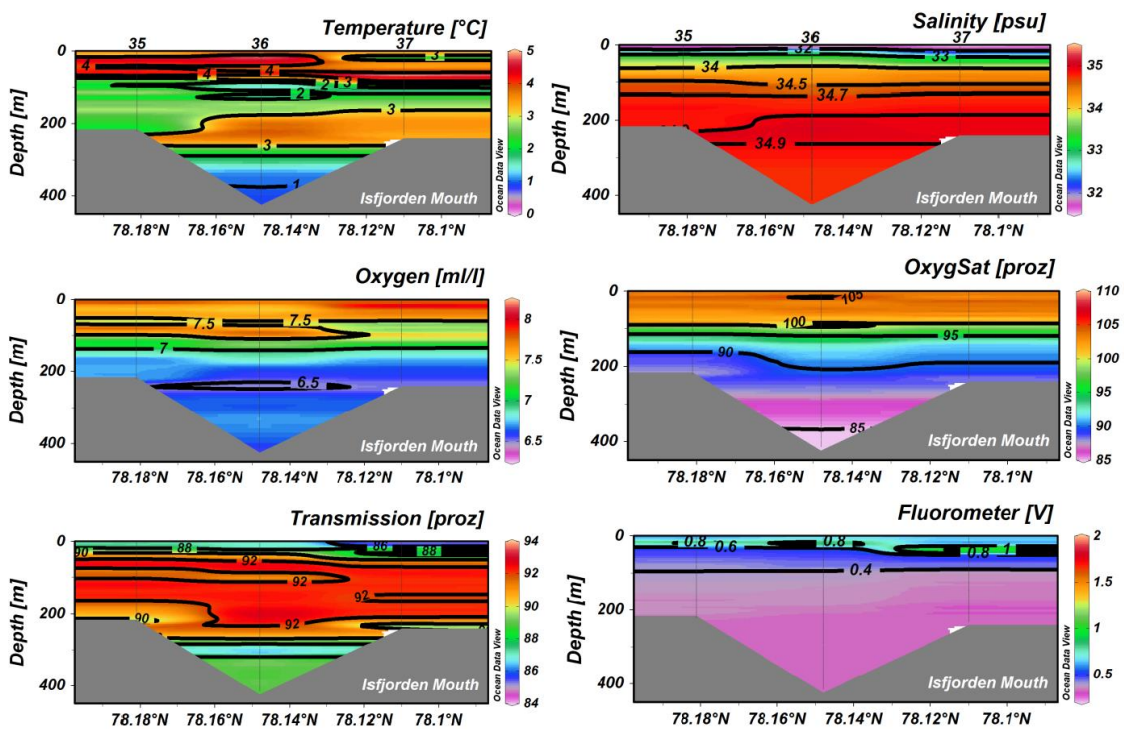 Temperature [°C]
35 36 37
0
200
400
Depth [m]
4 4 4 2 2 3 3 3 3 1
5
4
3
2
1
0
Ocean Data View
Isfjorden Mouth
78.18°N 78.16°N 78.14°N 78.12°N 78.1°N
Salinity [psu]
35 36 37
0
200
400
Depth [m]
32 33 34 34.5 34.7 34.9
35
34
33
32
Ocean Data View
Isfjorden Mouth
78.18°N 78.16°N 78.14°N 78.12°N 78.1°N
Oxygen [ml/l]
0
200
400
Depth [m]
7.5 7.5 7 6.5
8
7.5
7
6.5
Ocean Data View
Isfjorden Mouth
78.18°N 78.16°N 78.14°N 78.12°N 78.1°N
OxygSat [proz]
0
200
400
Depth [m]
105 100 95 90 85
110
105
100
95
90
85
Ocean Data View
Isfjorden Mouth
78.18°N 78.16°N 78.14°N 78.12°N 78.1°N
Transmission [proz]
0
200
400
Depth [m]
90 88 86 88 92 92 92 92 90
94
92
90
88
86
84
Ocean Data View
Isfjorden Mouth
78.18°N 78.16°N 78.14°N 78.12°N 78.1°N
Fluorometer [V]
0
200
400
Depth [m]
0.8 0.8 0.6 0.8 1 0.4
2
1.5
1
0.5
Ocean Data View
Isfjorden Mouth
78.18°N 78.16°N 78.14°N 78.12°N 78.1°N